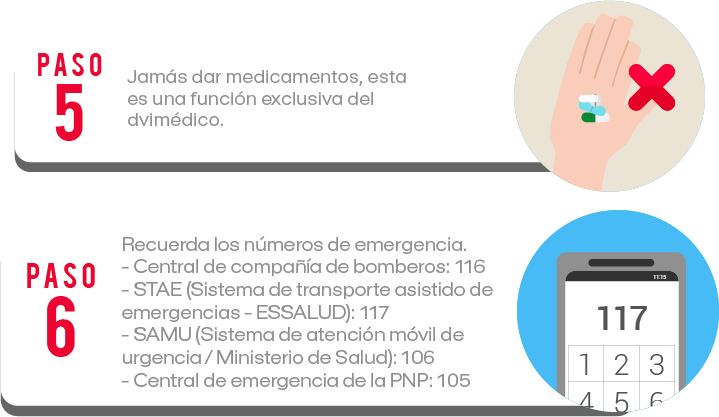 PASO
5
Jamás dar medicamentos, esta
es una función exclusiva del
dvimédico.
PASO
6
Recuerda los números de emergencia.
- Central de compañía de bomberos: 116
- STAE (Sistema de transporte asistido de
emergencias - ESSALUD): 117
- SAMU (Sistema de atención móvil de
urgencia / Ministerio de Salud): 106
- Central de emergencia de la PNP: 105
11:15
117
1 2 3
4 5 6